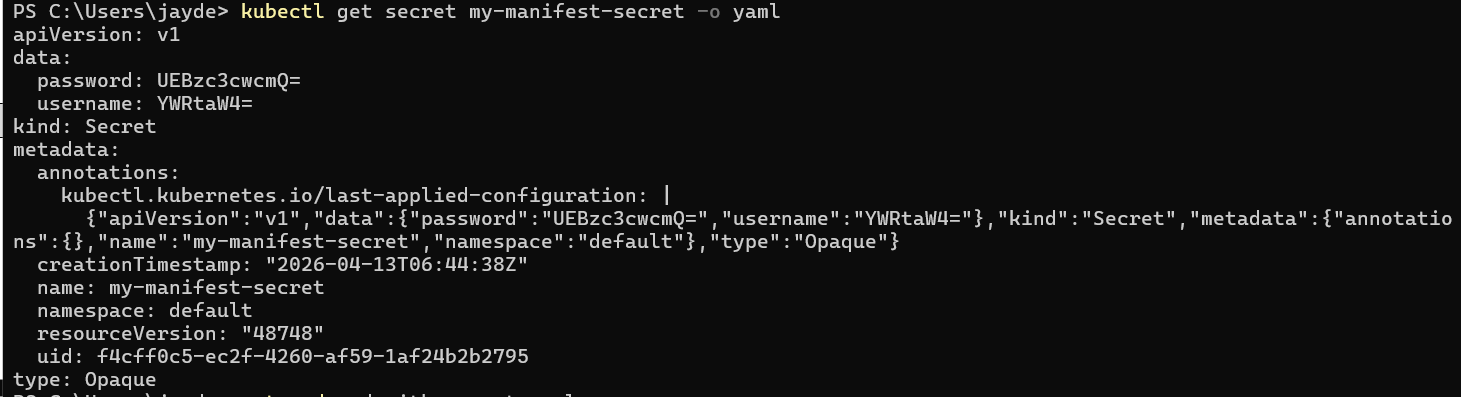 PS C:\Users\jayde> kubectl get secret my-manifest-secret -o yaml
apiVersion: v1
data:
  password: UEBzc3cwcmQ=
  username: YWRtaW4=
kind: Secret
metadata:
  annotations:
    kubectl.kubernetes.io/last-applied-configuration: |
      {"apiVersion":"v1","data":{"password":"UEBzc3cwcmQ=","username":"YWRtaW4="},"kind":"Secret","metadata":{"annotatio
ns":{},"name":"my-manifest-secret","namespace":"default"},"type":"Opaque"}
  creationTimestamp: "2026-04-13T06:44:38Z"
  name: my-manifest-secret
  namespace: default
  resourceVersion: "48748"
  uid: f4cff0c5-ec2f-4260-af59-1af24b2b2795
type: Opaque